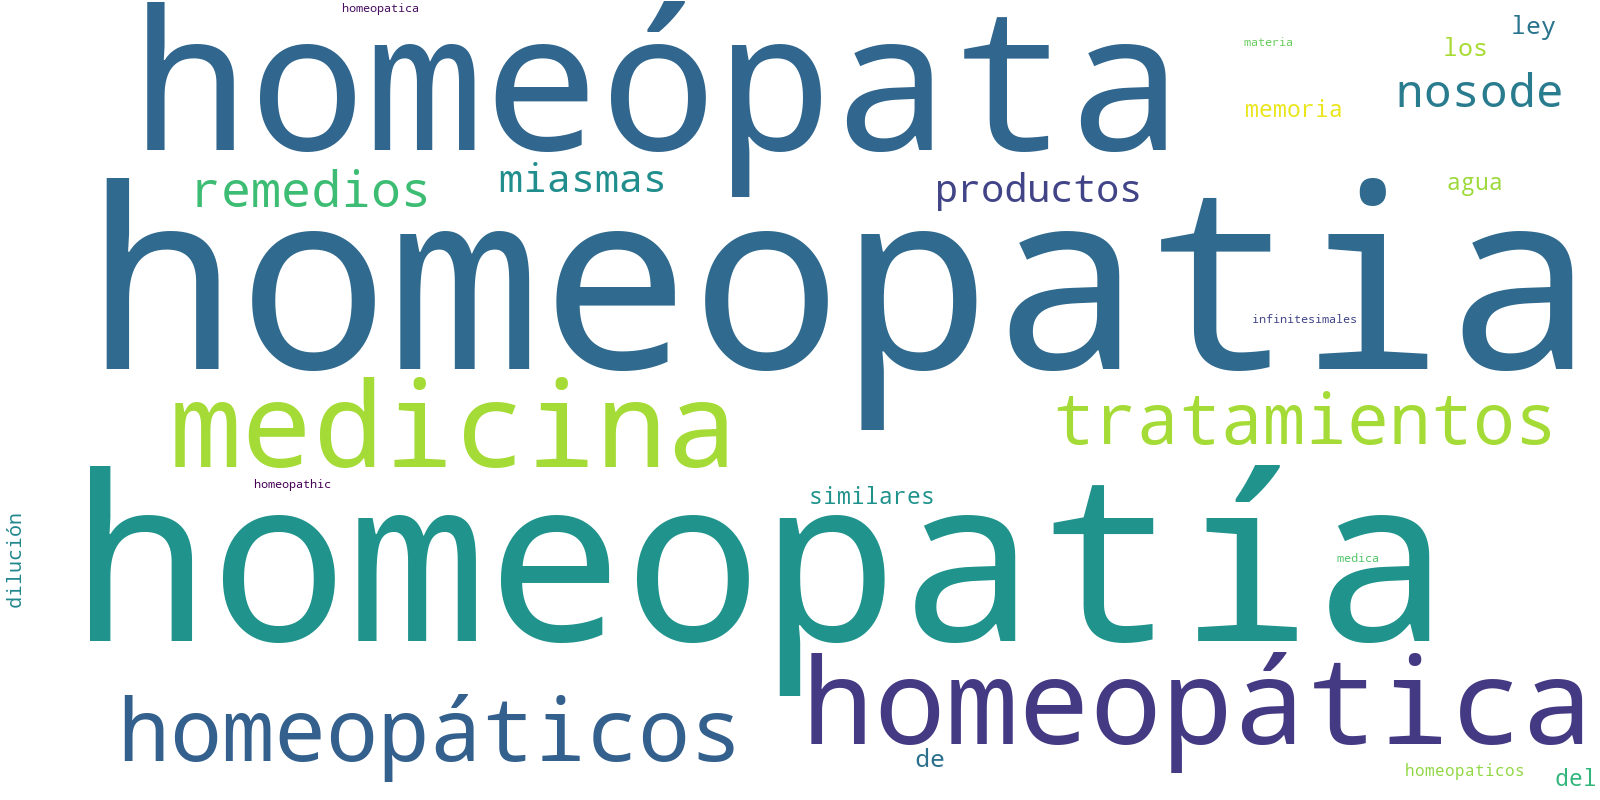 homeopatica
homeópata
materia
ley
los
nosode
memoria
remedios
miasmas
productos
agua
homeopatia
infinitesimales
medicina
tratamientos
homeopathic
similares
homeopatía
medica
dilución
homeopáticos
homeopática
de
homeopaticos
del